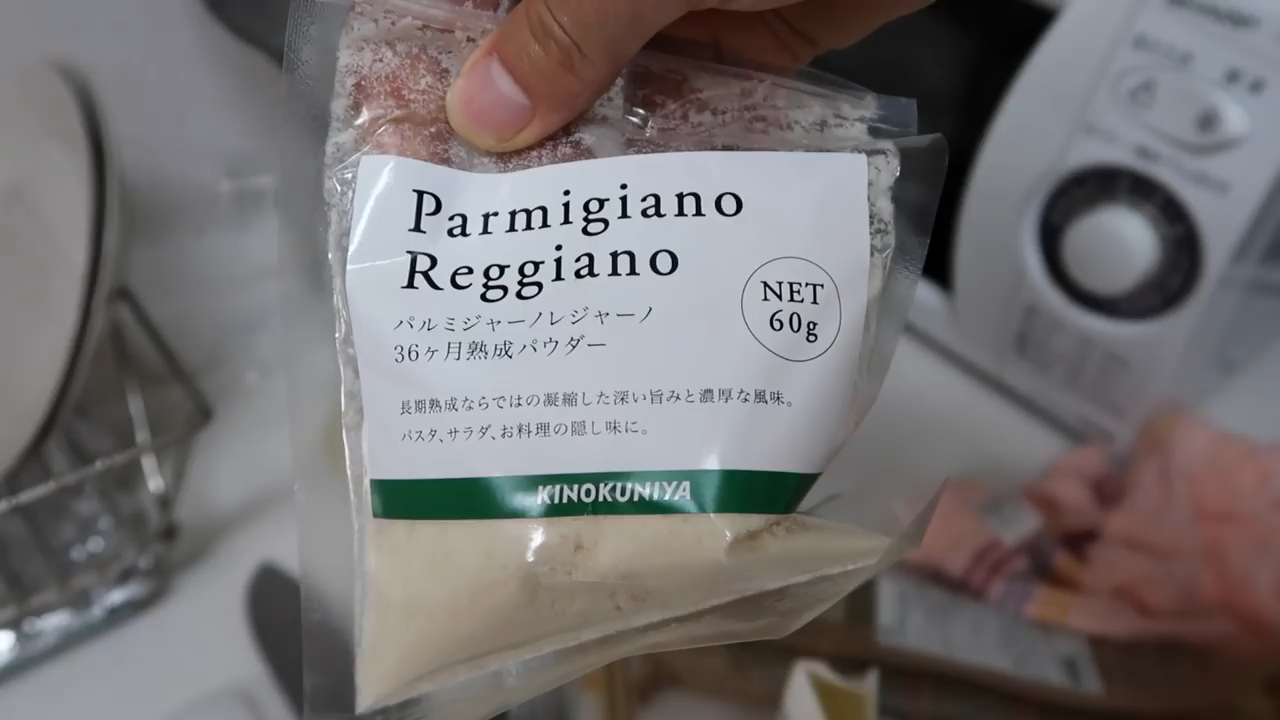 Parmigiano
Reggiano
パルミジャーノレジャーノ
36ヶ月熟成パウダー
NET
60g
長期熟成ならではの凝縮した深い旨みと濃厚な風味。
パスタ、サラダ、お料理の隠し味に。
KINOKUNIYA